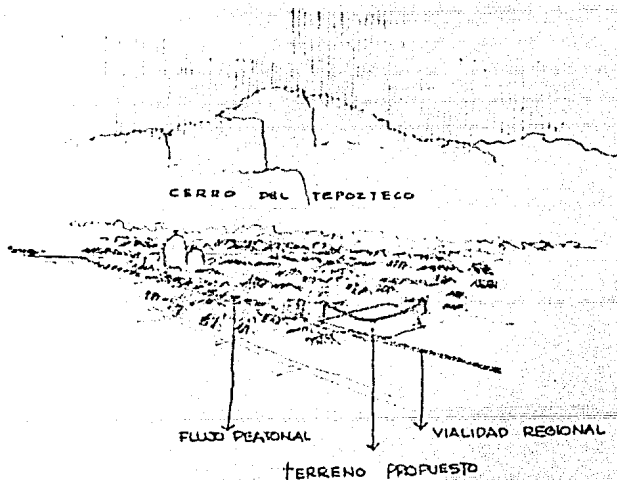 CERRO DEL TEPOZTECO
FLUJO PEATONAL
VIALIDAD REGIONAL
TERRENO PROPUESTO